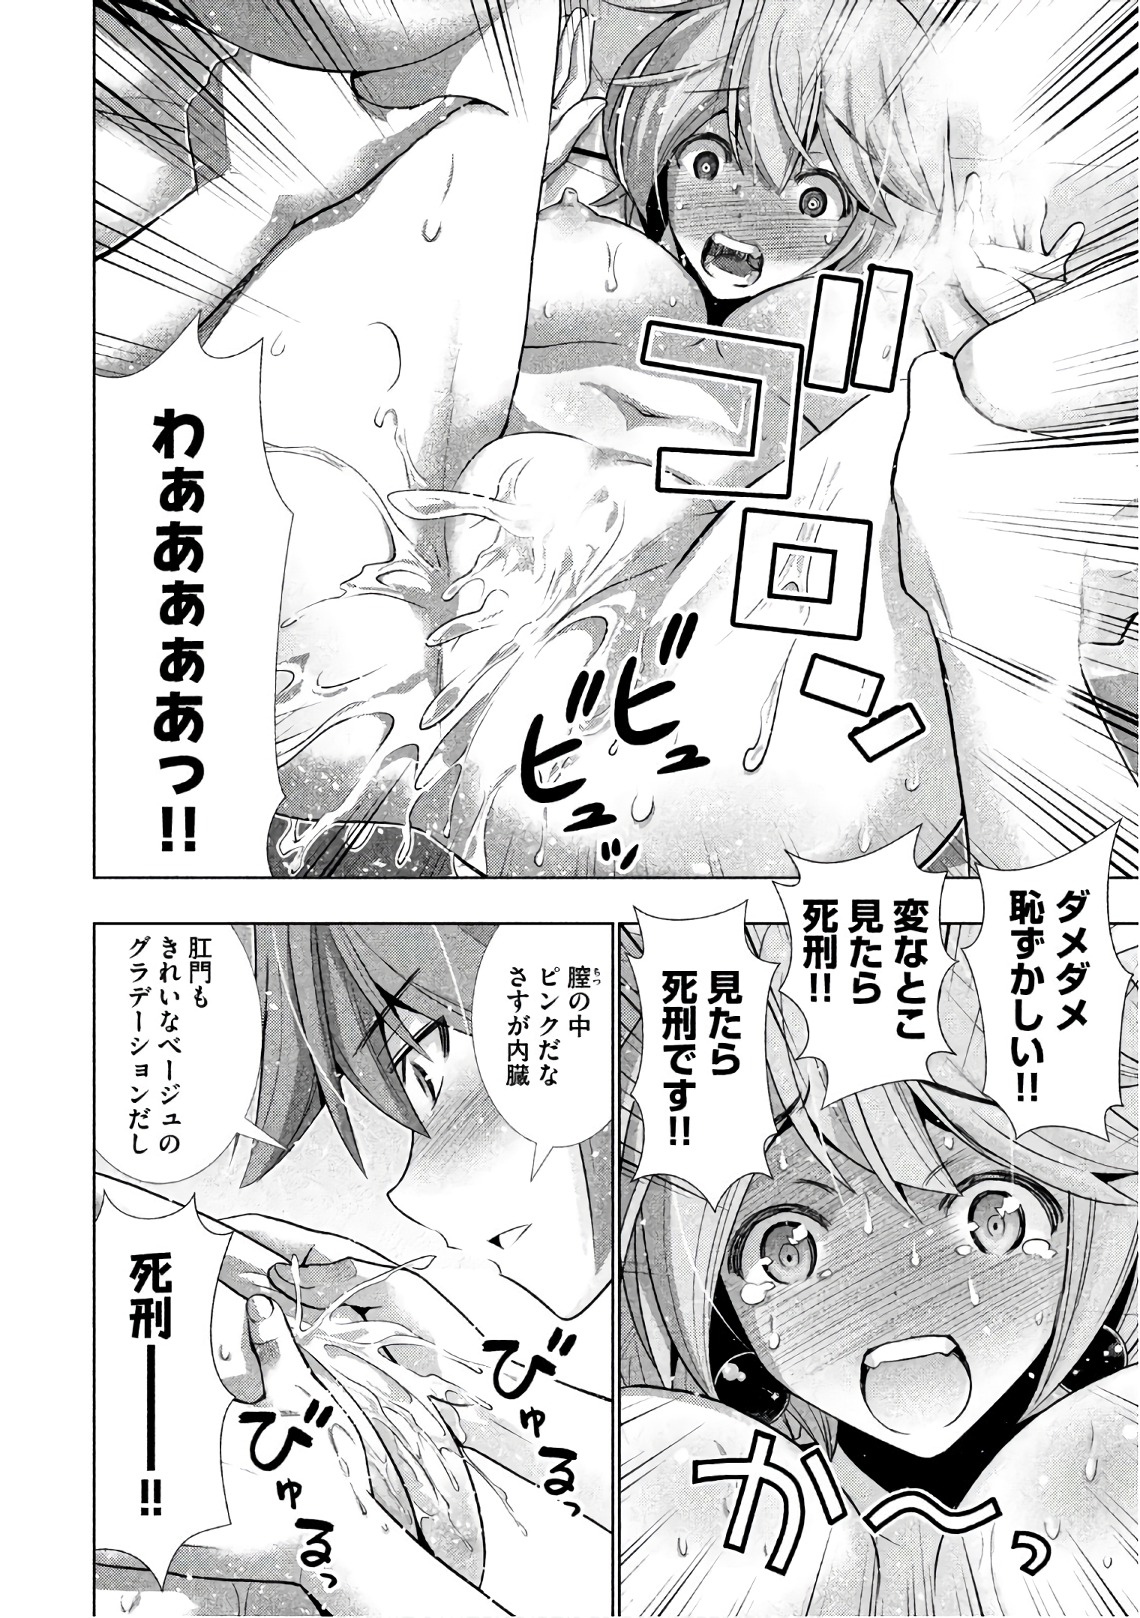 ゴロンッ
わぁぁぁぁぁぁっ!!
ビュビュッ
ダメダメ
恥ずかしい!!
変なとこ
見たら
死刑!!
見たら
死刑です!!
か〜っ
膣の中
もっ
ピンクだな
さすが内臓
肛門も
きれいなベージュの
グラデーションだし
びゅるっ
びゅるっ
死刑――!!